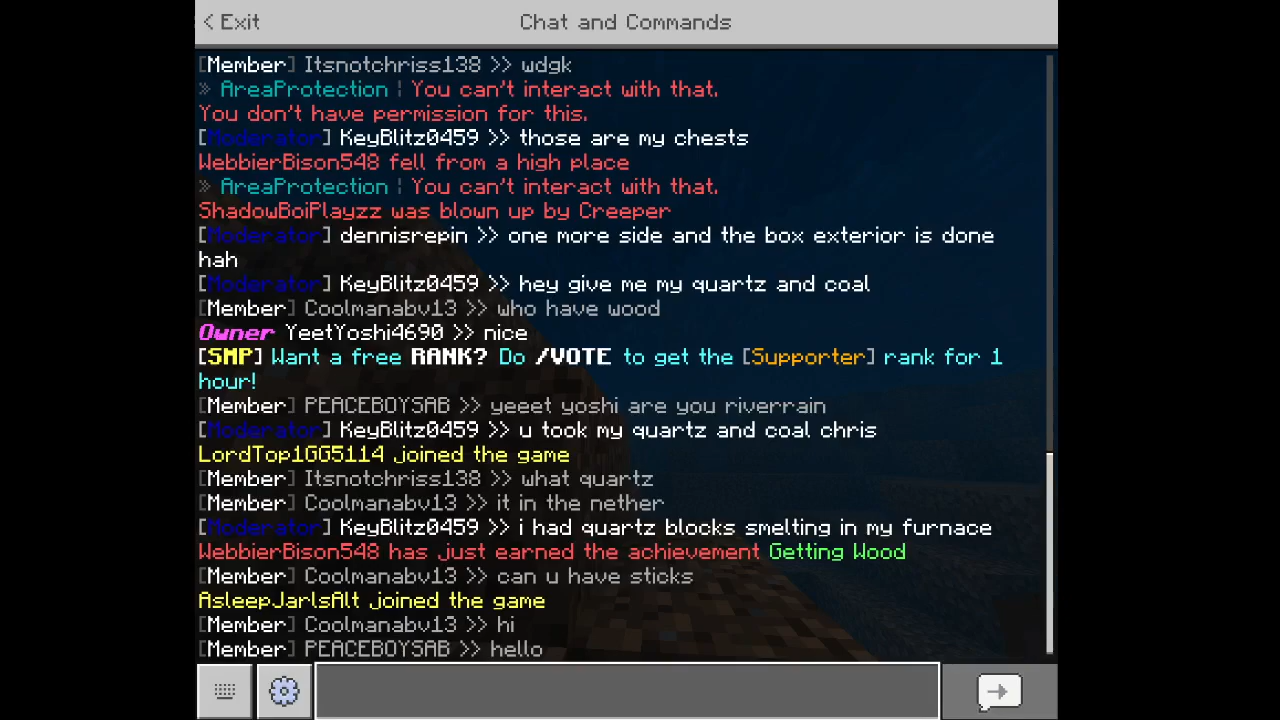 < Exit
Chat and Commands
[Member] Itsnotchriss138 >> wdgk
» AreaProtection ¦ You can't interact with that.
You don't have permission for this.
[Moderator] KeyBlitz0459 >> those are my chests
WebbierBison548 fell from a high place
» AreaProtection ¦ You can't interact with that.
ShadowBoiPlayzz was blown up by Creeper
[Moderator] dennisrepin >> one more side and the box exterior is done
hah
[Moderator] KeyBlitz0459 >> hey give me my quartz and coal
[Member] Coolmanabv13 >> who have wood
Owner YeetYoshi4690 >> nice
[SMP] Want a free RANK? Do /VOTE to get the [Supporter] rank for 1
hour!
[Member] PEACEBOYSAB >> yeeet yoshi are you riverrain
[Moderator] KeyBlitz0459 >> u took my quartz and coal chris
LordTop1GG5114 joined the game
[Member] Itsnotchriss138 >> what quartz
[Member] Coolmanabv13 >> it in the nether
[Moderator] KeyBlitz0459 >> i had quartz blocks smelting in my furnace
WebbierBison548 has just earned the achievement Getting Wood
[Member] Coolmanabv13 >> can u have sticks
AsleepJarlsAlt joined the game
[Member] Coolmanabv13 >> hi
[Member] PEACEBOYSAB >> hello